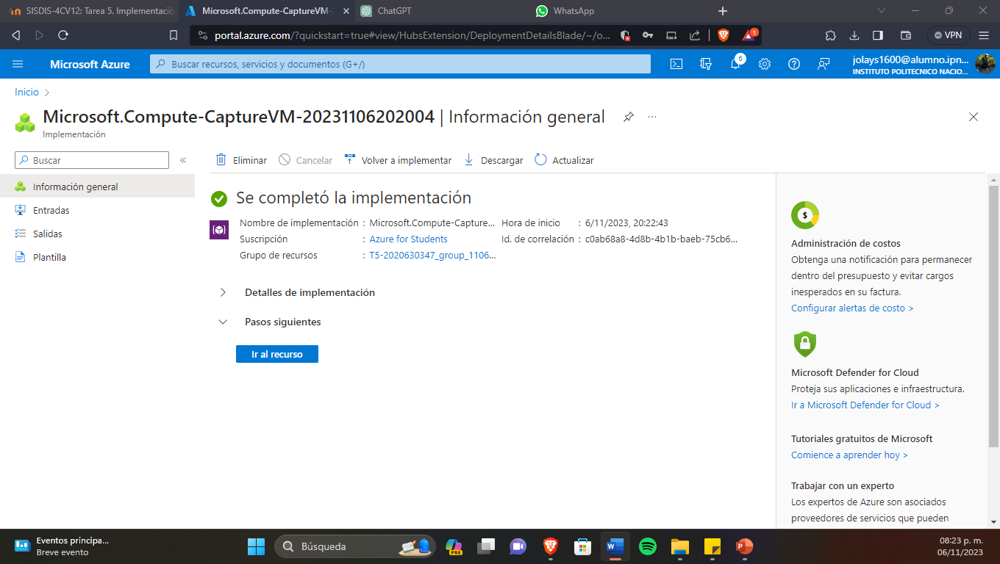 SISDIS-4CV12: Tarea 5. Implementació
Microsoft.Compute-CaptureVM-2
ChatGPT
WhatsApp
portal.azure.com/?quickstart=true#view/HubsExtension/DeploymentDetailsBlade/~/o...
1
VPN
Microsoft Azure
Buscar recursos, servicios y documentos (G+/)
6
jolays1600@alumno.ipn...
INSTITUTO POLITECNICO NACIO...
Inicio
Microsoft.Compute-CaptureVM-20231106202004 | Información general
Implementación
Buscar
Eliminar
Cancelar
Volver a implementar
Descargar
Actualizar
Información general
Entradas
Salidas
Plantilla
Se completó la implementación
Nombre de implementación : Microsoft.Compute-Capture...
Hora de inicio : 6/11/2023, 20:22:43
Suscripción : Azure for Students
Id. de correlación : c0ab68a8-4d8b-4b1b-baeb-75cb6...
Grupo de recursos : T5-2020630347_group_1106...
Detalles de implementación
Pasos siguientes
Ir al recurso
$
Administración de costos
Obtenga una notificación para permanecer
dentro del presupuesto y evitar cargos
inesperados en su factura.
Configurar alertas de costo >
Microsoft Defender for Cloud
Proteja sus aplicaciones e infraestructura.
Ir a Microsoft Defender for Cloud >
Tutoriales gratuitos de Microsoft
Comience a aprender hoy >
Trabajar con un experto
Los expertos de Azure son asociados
proveedores de servicios que pueden
Eventos principa...
Breve evento
Búsqueda
PRE
W
P
08:23 p. m.
06/11/2023